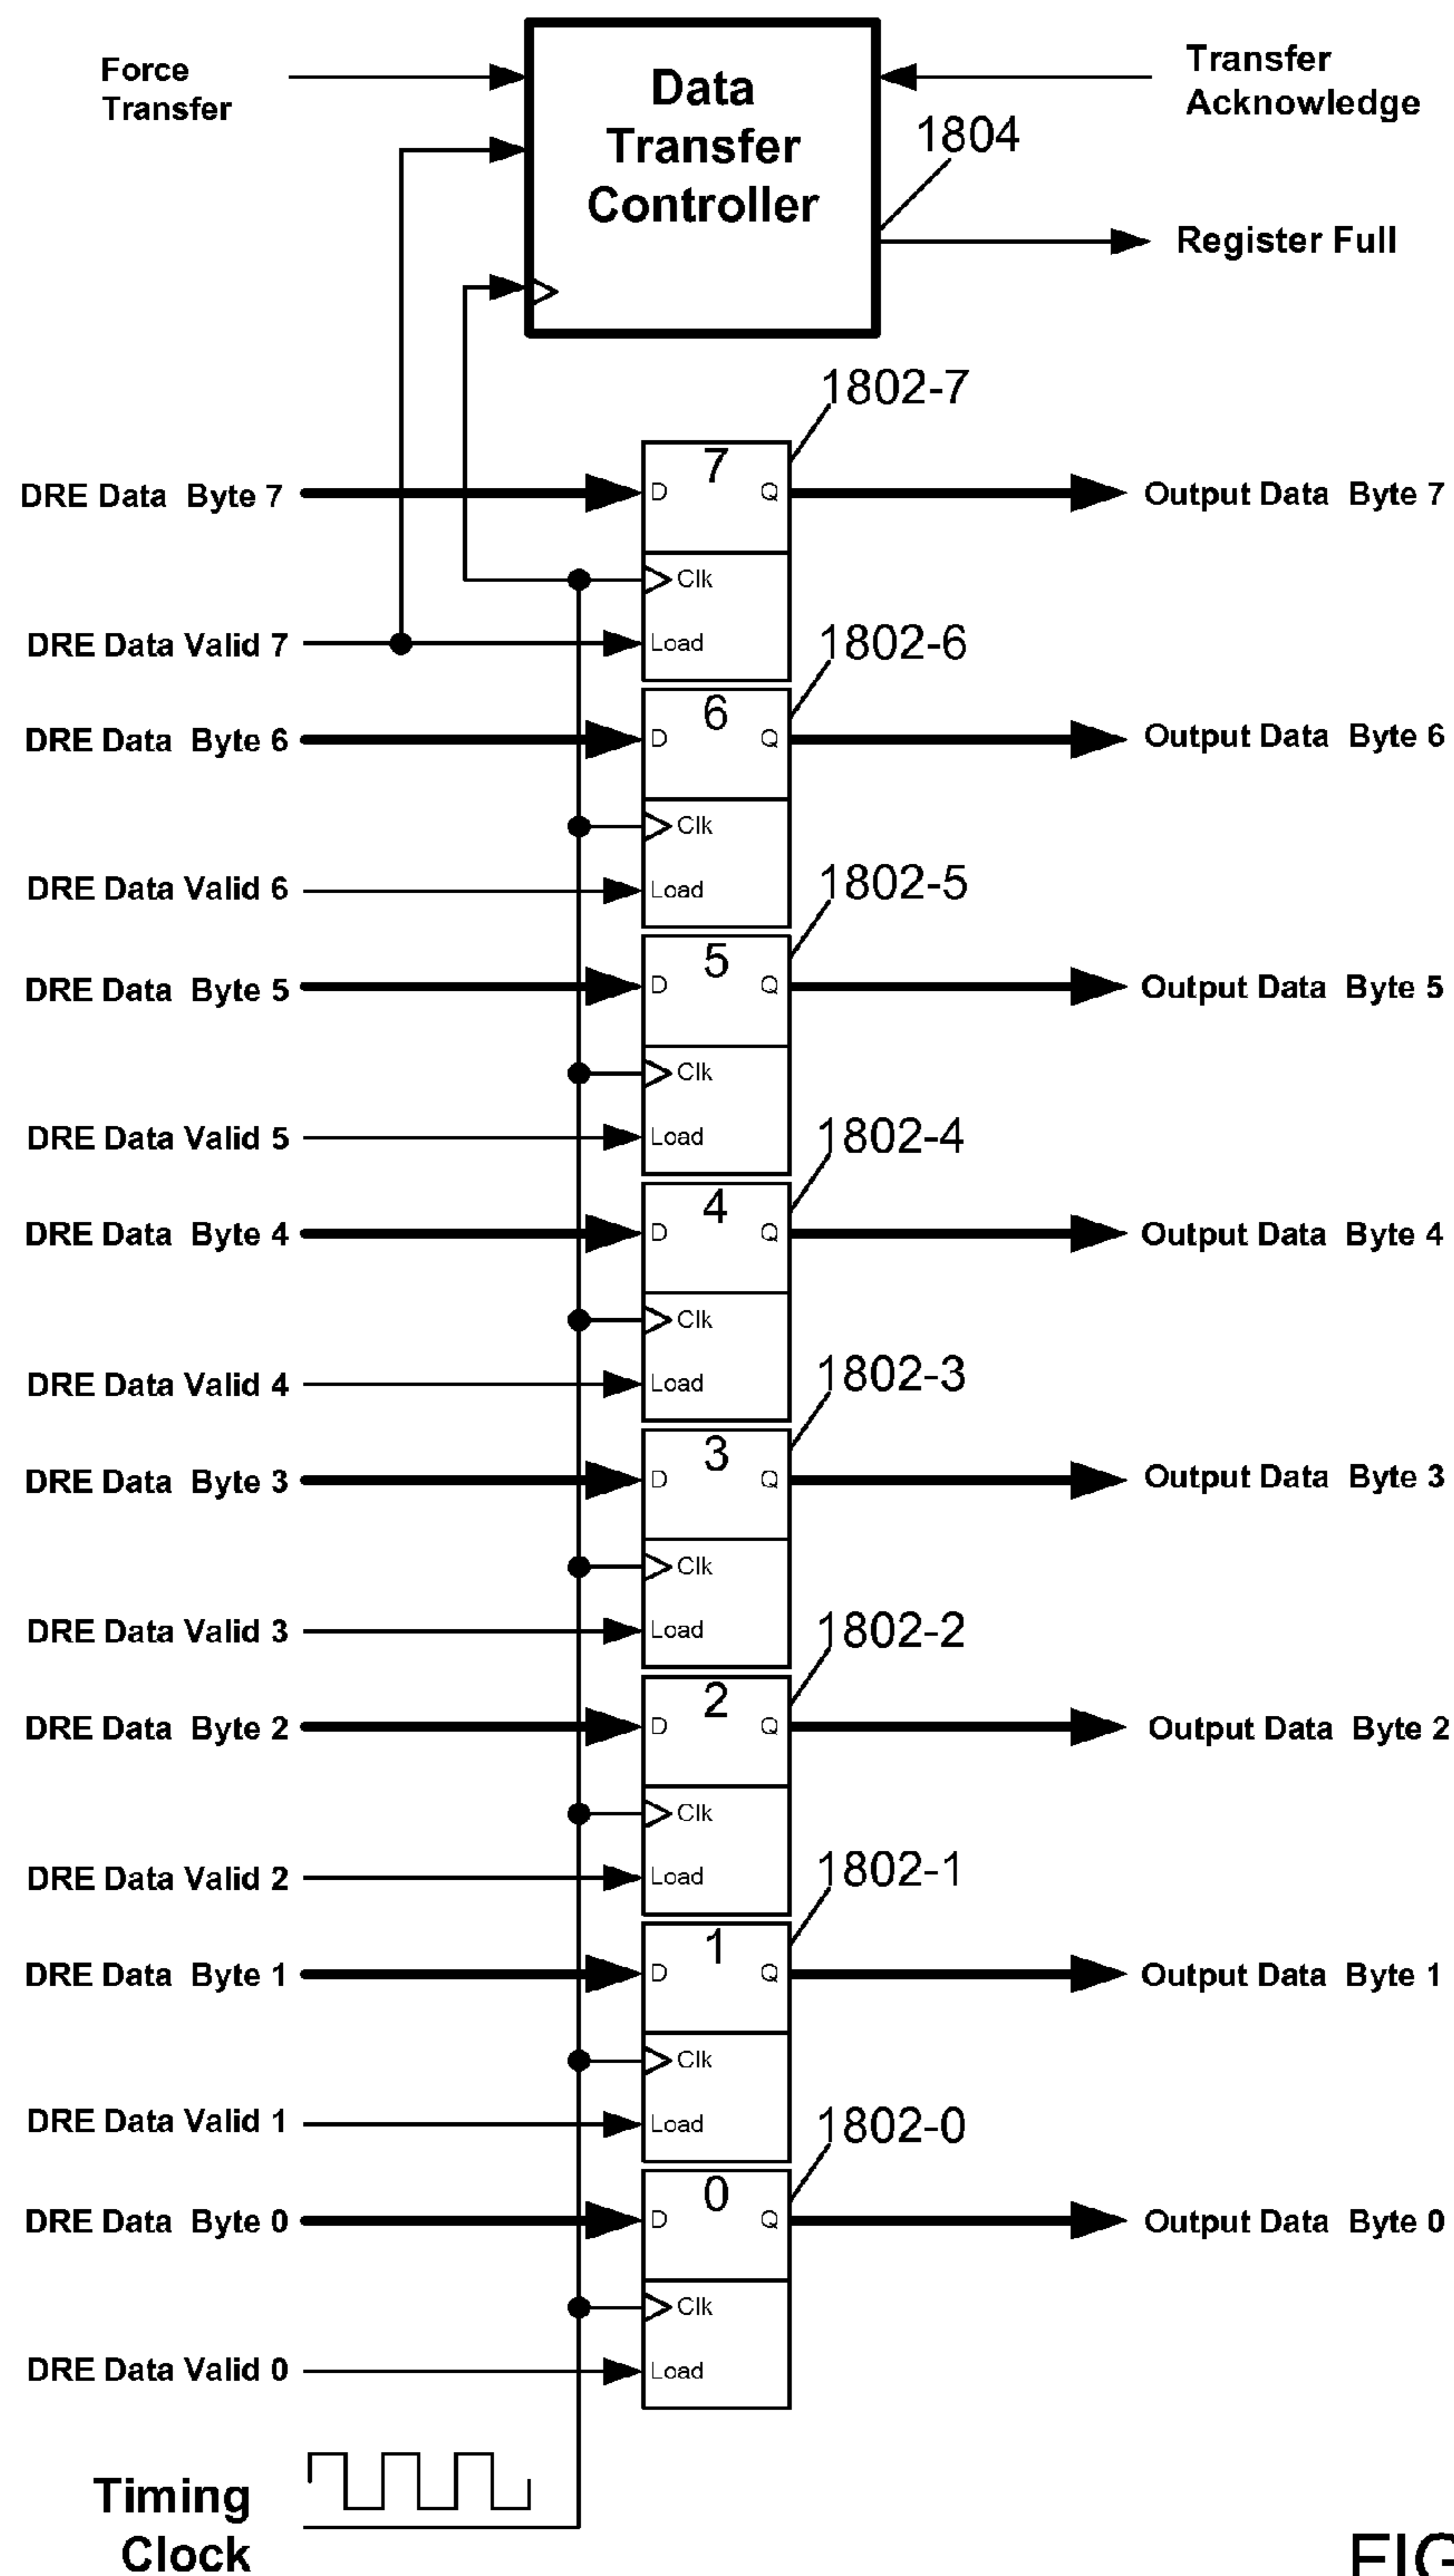 Force
Transfer
Data
Transfer
Controller
Transfer
Acknowledge
1804
Register Full
1802-7
DRE Data Byte 7
D 7 Q
Output Data Byte 7
Clk
DRE Data Valid 7
Load
1802-6
DRE Data Byte 6
D 6 Q
Output Data Byte 6
Clk
DRE Data Valid 6
Load
1802-5
DRE Data Byte 5
D 5 Q
Output Data Byte 5
Clk
DRE Data Valid 5
Load
1802-4
DRE Data Byte 4
D 4 Q
Output Data Byte 4
Clk
DRE Data Valid 4
Load
1802-3
DRE Data Byte 3
D 3 Q
Output Data Byte 3
Clk
DRE Data Valid 3
Load
1802-2
DRE Data Byte 2
D 2 Q
Output Data Byte 2
Clk
DRE Data Valid 2
Load
1802-1
DRE Data Byte 1
D 1 Q
Output Data Byte 1
Clk
DRE Data Valid 1
Load
1802-0
DRE Data Byte 0
D 0 Q
Output Data Byte 0
Clk
DRE Data Valid 0
Load
Timing
Clock
FIG